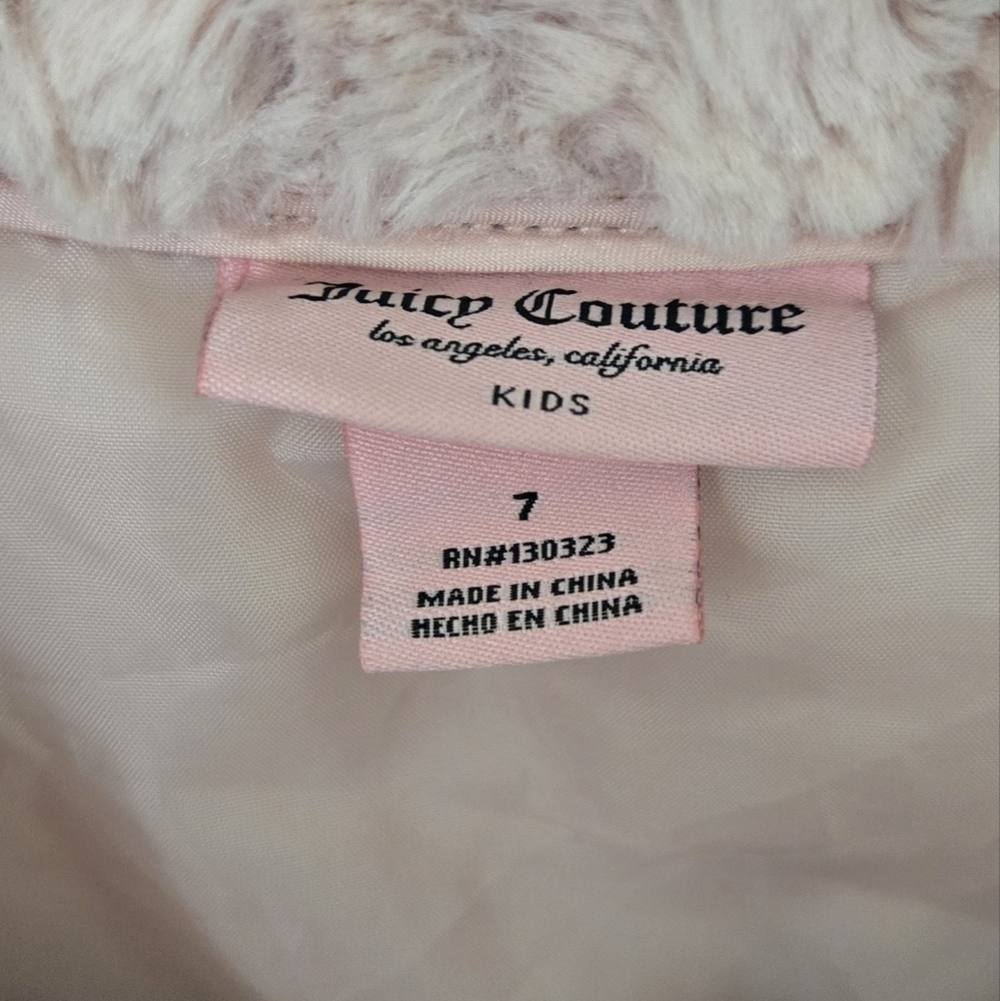 Juicy Couture
los angeles, california
KIDS
7
RN#130323
MADE IN CHINA
HECHO EN CHINA